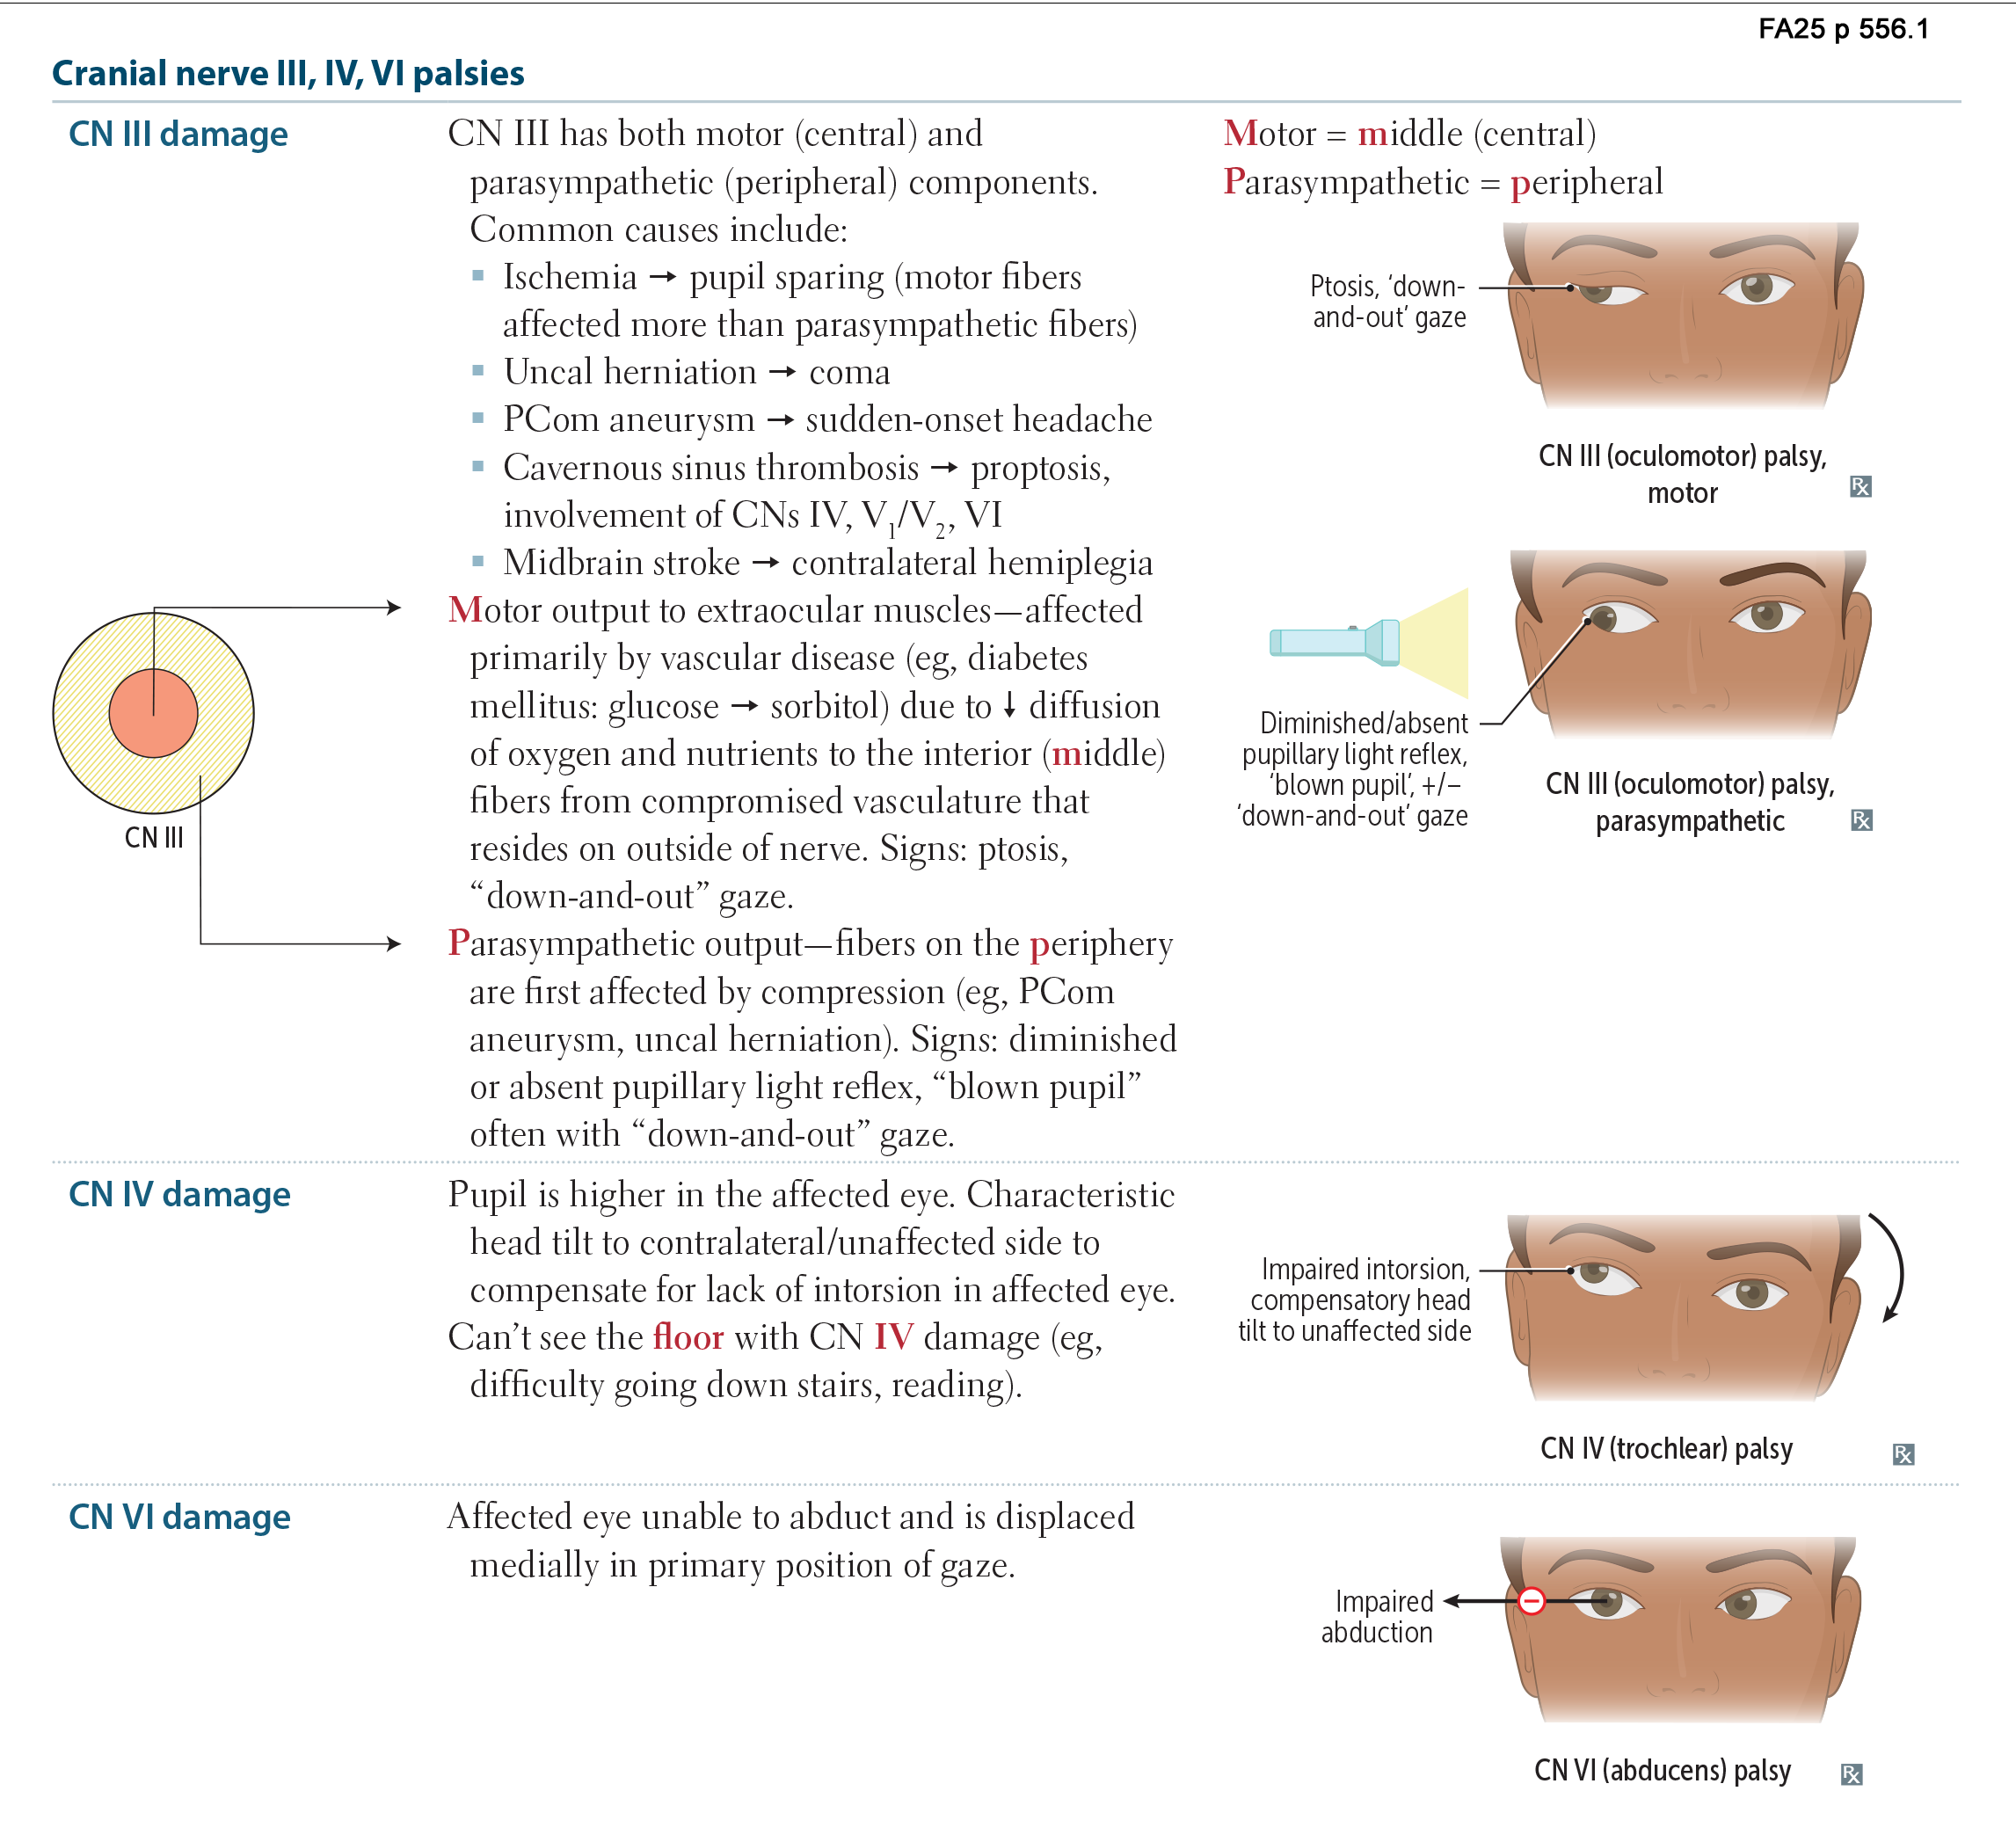 FA25 p 556.1
Cranial nerve III, IV, VI palsies
CN III damage
CN III has both motor (central) and
parasympathetic (peripheral) components.
Common causes include:
▪ Ischemia → pupil sparing (motor fibers
affected more than parasympathetic fibers)
▪ Uncal herniation → coma
▪ PCom aneurysm → sudden-onset headache
▪ Cavernous sinus thrombosis → proptosis,
involvement of CNs IV, V₁/V₂, VI
▪ Midbrain stroke → contralateral hemiplegia
Motor output to extraocular muscles—affected
primarily by vascular disease (eg, diabetes
mellitus: glucose → sorbitol) due to ↓ diffusion
of oxygen and nutrients to the interior (middle)
fibers from compromised vasculature that
resides on outside of nerve. Signs: ptosis,
“down-and-out” gaze.
Parasympathetic output—fibers on the periphery
are first affected by compression (eg, PCom
aneurysm, uncal herniation). Signs: diminished
or absent pupillary light reflex, “blown pupil”
often with “down-and-out” gaze.
CN III
Motor = middle (central)
Parasympathetic = peripheral
Ptosis, ‘down-
and-out’ gaze
CN III (oculomotor) palsy,
motor
Rx
Diminished/absent
pupillary light reflex,
‘blown pupil’, +/–
‘down-and-out’ gaze
CN III (oculomotor) palsy,
parasympathetic
Rx
CN IV damage
Pupil is higher in the affected eye. Characteristic
head tilt to contralateral/unaffected side to
compensate for lack of intorsion in affected eye.
Can’t see the floor with CN IV damage (eg,
difficulty going down stairs, reading).
Impaired intorsion,
compensatory head
tilt to unaffected side
CN IV (trochlear) palsy
Rx
CN VI damage
Affected eye unable to abduct and is displaced
medially in primary position of gaze.
Impaired
abduction
CN VI (abducens) palsy
Rx